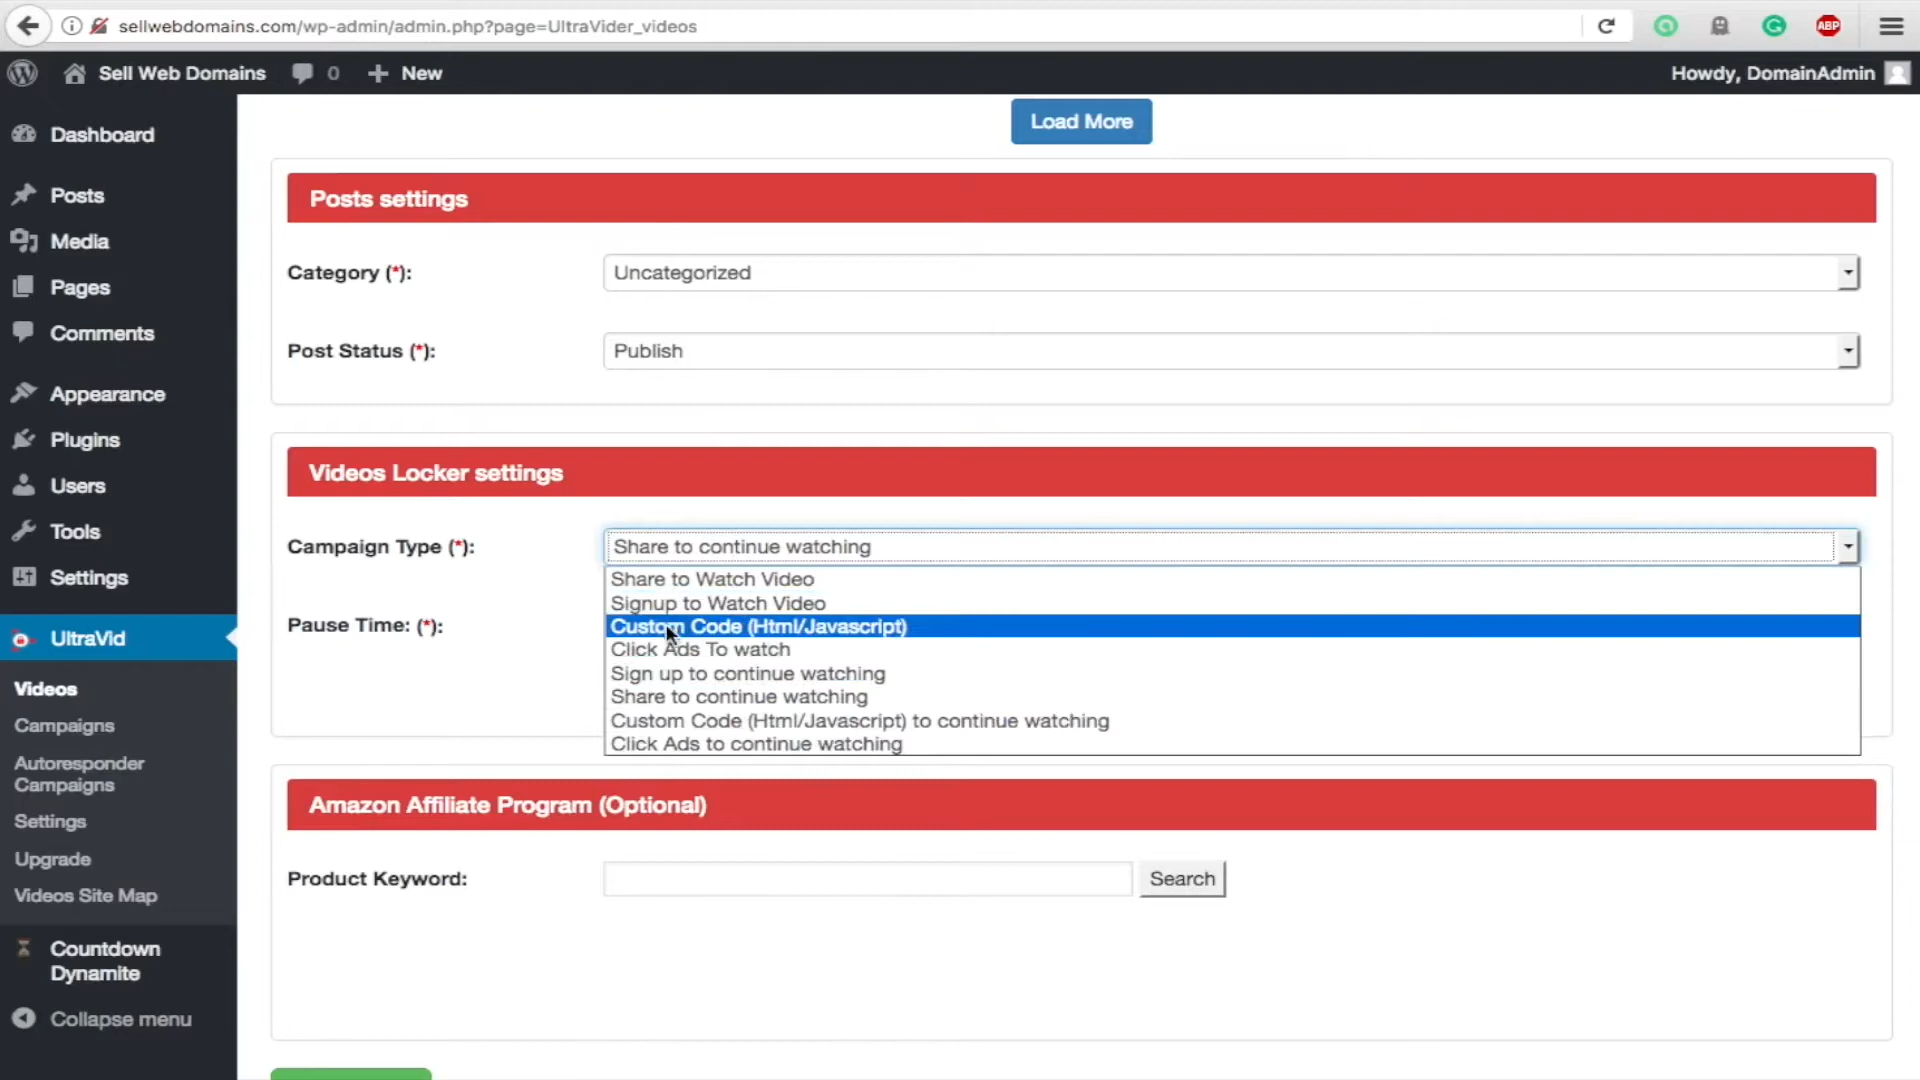 sellwebdomains.com/wp-admin/admin.php?page=UltraVider_videos
ABP
Sell Web Domains
0
New
Howdy, DomainAdmin
Dashboard
Posts
Media
Pages
Comments
Appearance
Plugins
Users
Tools
Settings
UltraVid
Videos
Campaigns
Autoresponder
Campaigns
Settings
Upgrade
Videos Site Map
Countdown
Dynamite
Collapse menu
Load More
Posts settings
Category (*):
Uncategorized
Post Status (*):
Publish
Videos Locker settings
Campaign Type (*):
Share to continue watching
Share to Watch Video
Signup to Watch Video
Custom Code (Html/Javascript)
Click Ads To watch
Sign up to continue watching
Share to continue watching
Custom Code (Html/Javascript) to continue watching
Click Ads to continue watching
Pause Time: (*):
Amazon Affiliate Program (Optional)
Product Keyword:
Search